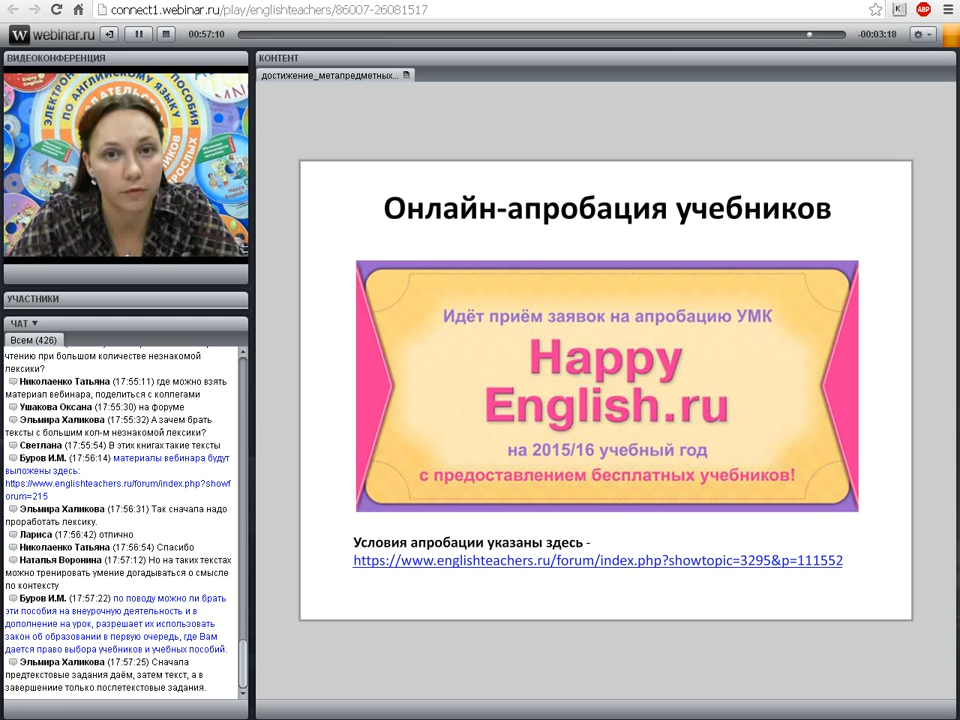 connect1.webinar.ru/play/englishteachers/86007-26081517
K
ABP
W webinar.ru
00:57:10
-00:03:18
ВИДЕОКОНФЕРЕНЦИЯ
КОНТЕНТ
достижение_метапредметных...
ЭЛЕКТРОННЫЕ ПОСОБИЯ
ПО АНГЛИЙСКОМУ ЯЗЫКУ
Happy
English
УЧАСТНИКИ
ЧАТ ▼
Всем (426)
чтению при большом количестве незнакомой
лексики?
Николаенко Татьяна (17:55:11) где можно взять
материал вебинара, поделиться с коллегами
Ушакова Оксана (17:55:30) на форуме
Эльмира Халикова (17:55:32) А зачем брать
тексты с большим кол-м незнакомой лексики?
Светлана (17:55:54) В этих книгах такие тексты
Буров И.М. (17:56:14) материалы вебинара будут
выложены здесь:
https://www.englishteachers.ru/forum/index.php?showf
orum=215
Эльмира Халикова (17:56:31) Так сначала надо
проработать лексику.
Лариса (17:56:42) отлично
Николаенко Татьяна (17:56:54) Спасибо
Наталья Воронина (17:57:12) Но на таких текстах
можно тренировать умение догадываться о смысле
по контексту
Буров И.М. (17:57:22) по поводу можно ли брать
эти пособия на внеурочную деятельность и в
дополнение на урок, разрешает их использовать
закон об образовании в первую очередь, где Вам
дается право выбора учебников и учебных пособий.
Эльмира Халикова (17:57:25) Сначала
предтекстовые задания даём, затем текст, а в
завершениие только послетекстовые задания.
Онлайн-апробация учебников
Идёт приём заявок на апробацию УМК
Happy
English.ru
на 2015/16 учебный год
с предоставлением бесплатных учебников!
Условия апробации указаны здесь -
https://www.englishteachers.ru/forum/index.php?showtopic=3295&p=111552